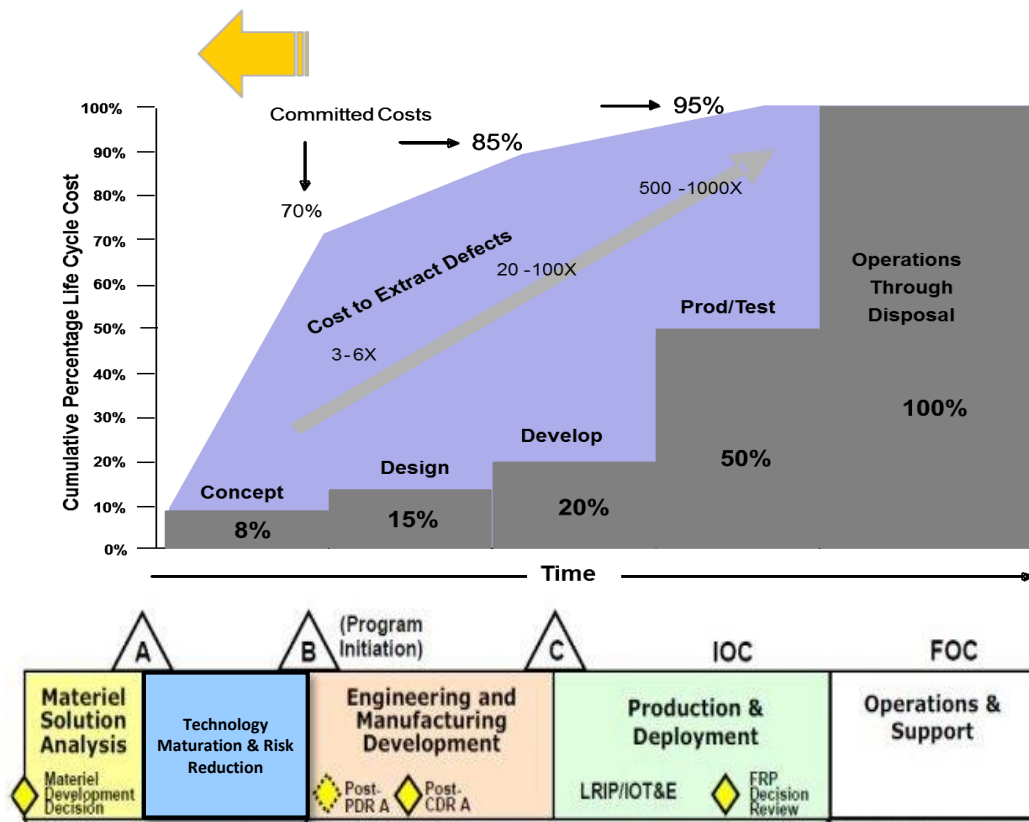 Committed Costs
95%
85%
70%
Cumulative Percentage Life Cycle Cost
100%
90%
80%
70%
60%
50%
40%
30%
20%
10%
0%
500 -1000X
20 -100X
3-6X
Cost to Extract Defects
Operations
Through
Disposal
100%
Prod/Test
50%
Develop
20%
Design
15%
Concept
8%
Time
A
B
(Program
Initiation)
C
IOC
FOC
Materiel
Solution
Analysis
Materiel
Development
Decision
Technology
Maturation & Risk
Reduction
Engineering and
Manufacturing
Development
Post-
PDR A
Post-
CDR A
Production &
Deployment
LRIP/IOT&E
FRP
Decision
Review
Operations &
Support